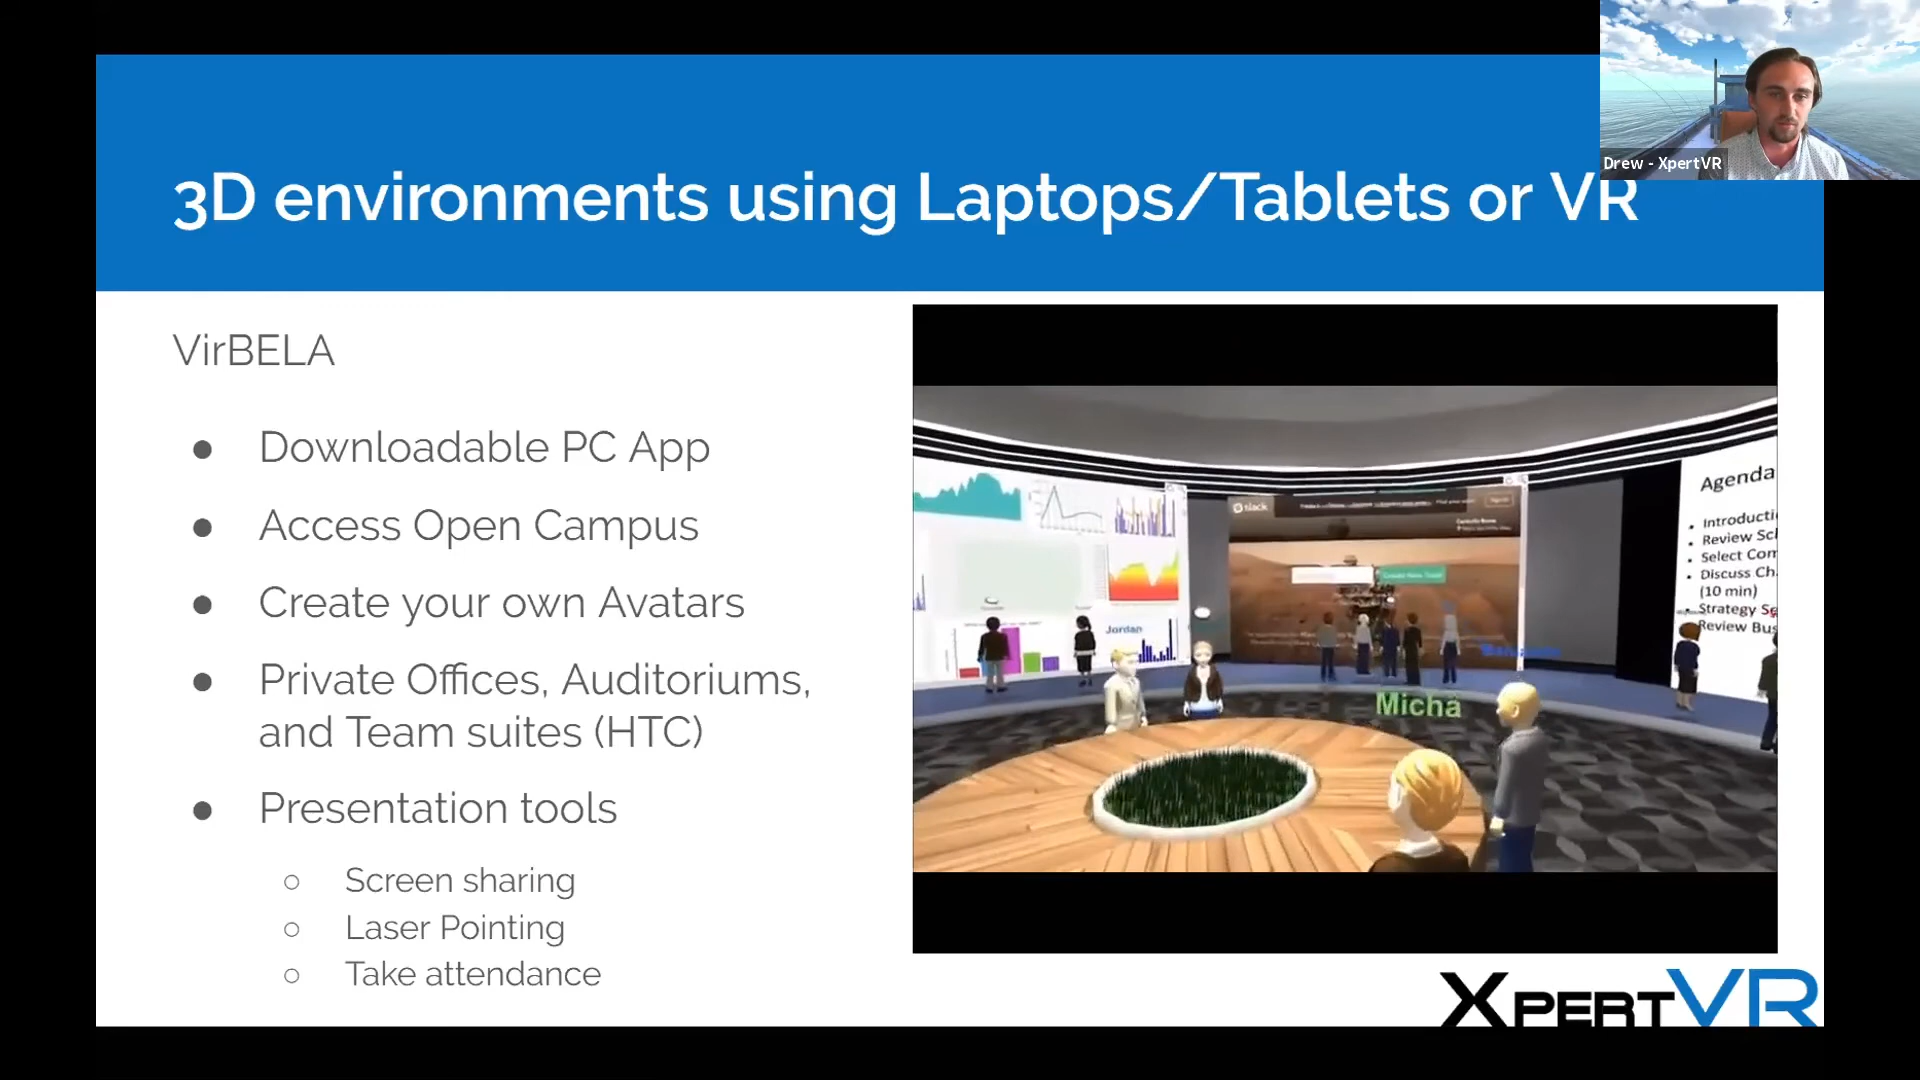 Drew - XpertVR
3D environments using Laptops/Tablets or VR
VirBELA
● Downloadable PC App
● Access Open Campus
● Create your own Avatars
● Private Offices, Auditoriums,
and Team suites (HTC)
● Presentation tools
○ Screen sharing
○ Laser Pointing
○ Take attendance
slack
Agenda
• Introducti
• Review Sc
• Select Com
• Discuss Ch
(10 min)
• Strategy Se
Review Bus
Jordan
Micha
XPERTVR